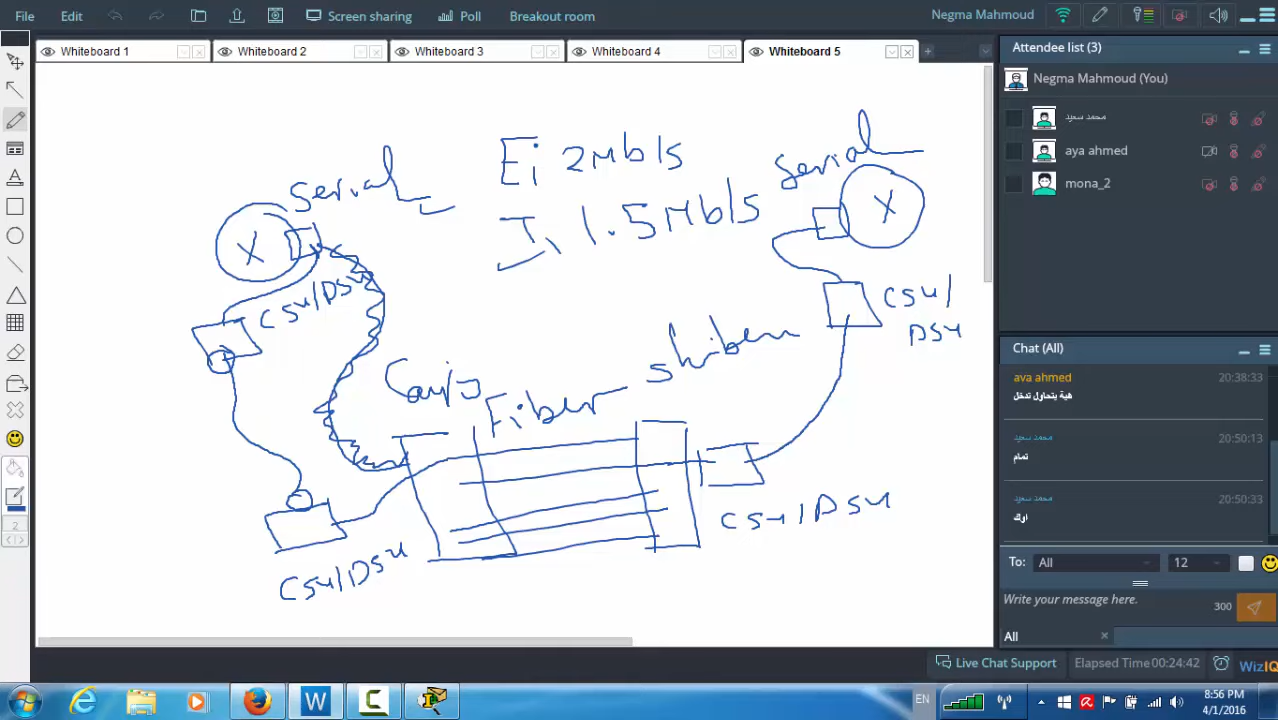 File Edit Screen sharing Poll Breakout room Negma Mahmoud
Whiteboard 1 Whiteboard 2 Whiteboard 3 Whiteboard 4 Whiteboard 5
Attendee list (3)
Negma Mahmoud (You)
محمد سعيد
aya ahmed
mona_2
Serial
E1 2Mb/s
Serial
X
T1 1.5Mb/s
X
CSU/DSU
CSU/
DSU
Cairo
Fiber
CSU/DSU
CSU/DSU
Chat (All)
aya ahmed 20:38:33
هية بتحاول تدخل
محمد سعيد 20:50:13
تمام
محمد سعيد 20:50:33
اوك
To: All 12
Write your message here. 300
All
Live Chat Support Elapsed Time 00:24:42 WizIQ
2
W
EN
8:56 PM
4/1/2016